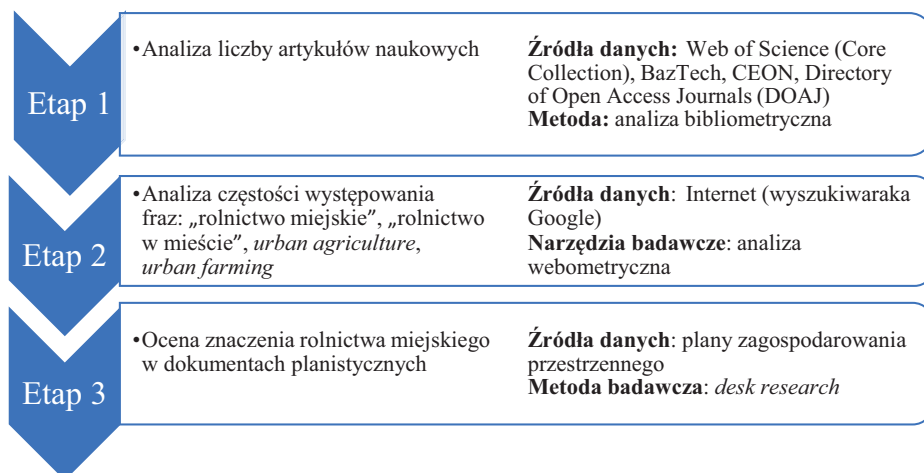 Etap 1
•Analiza liczby artykułów naukowych
Źródła danych: Web of Science (Core
Collection), BazTech, CEON, Directory
of Open Access Journals (DOAJ)
Metoda: analiza bibliometryczna
Etap 2
•Analiza częstości występowania
fraz: „rolnictwo miejskie”, „rolnictwo
w mieście”, urban agriculture,
urban farming
Źródła danych: Internet (wyszukiwaraka
Google)
Narzędzia badawcze: analiza
webometryczna
Etap 3
•Ocena znaczenia rolnictwa miejskiego
w dokumentach planistycznych
Źródła danych: plany zagospodarowania
przestrzennego
Metoda badawcza: desk research